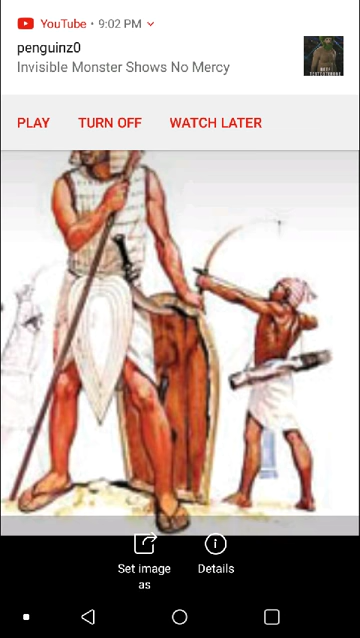 YouTube • 9:02 PM
penguinz0
Invisible Monster Shows No Mercy
PLAY TURN OFF WATCH LATER
Set image as
Details